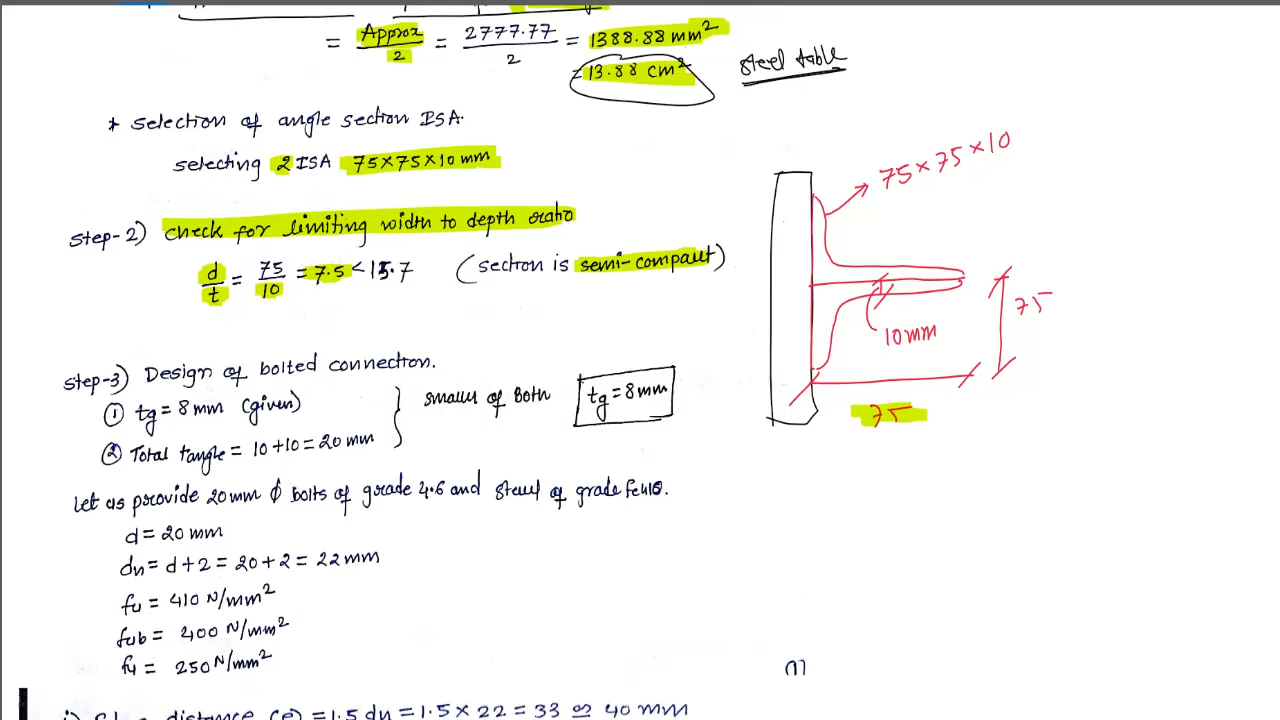 = Approx/2 = 2777.77/2 = 1388.88 mm²
= 13.88 cm²
steel table
* selection of angle section ISA.
selecting 2 ISA 75×75×10 mm
75×75×10
step-2) check for limiting width to depth ratio
d/t = 75/10 = 7.5 < 15.7 (section is semi-compact)
75
10mm
75
step-3) Design of bolted connection.
① tg = 8 mm (given)
smaller of both
tg = 8mm
② Total tangle = 10+10 = 20 mm
Let us provide 20mm ϕ bolts of grade 4.6 and steel of grade Fe410.
d = 20 mm
dn = d+2 = 20+2 = 22 mm
fu = 410 N/mm²
fub = 400 N/mm²
fy = 250 N/mm²
distance (e) = 1.5 dn = 1.5 × 22 = 33 ≃ 40 mm